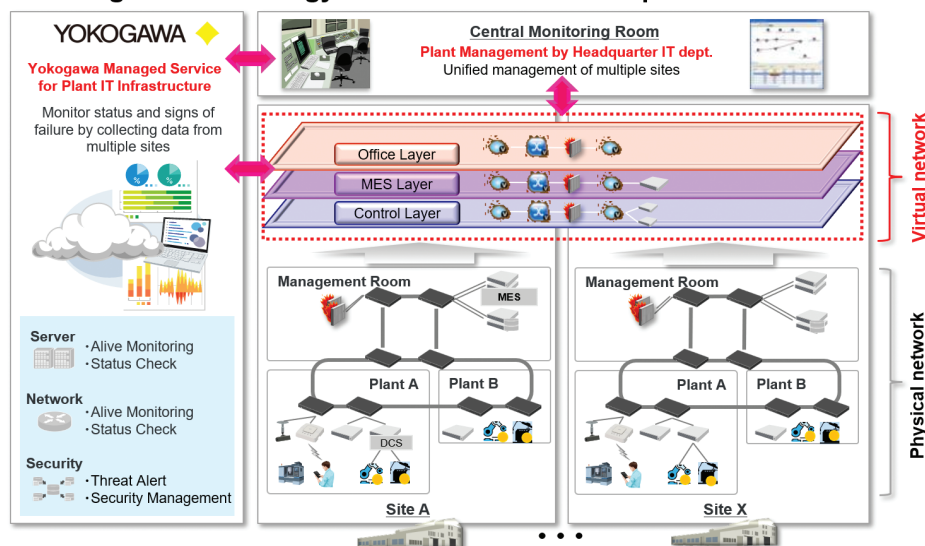 YOKOGAWA
Yokogawa Managed Service
for Plant IT Infrastructure
Monitor status and signs of
failure by collecting data from
multiple sites
%
%
Server
・Alive Monitoring
・Status Check
Network
・Alive Monitoring
・Status Check
Security
・Threat Alert
・Security Management
Central Monitoring Room
Plant Management by Headquarter IT dept.
Unified management of multiple sites
Office Layer
MES Layer
Control Layer
Virtual network
Management Room
MES
Plant A
Plant B
DCS
Site A
Management Room
Plant A
Plant B
Site X
Physical network
• • •